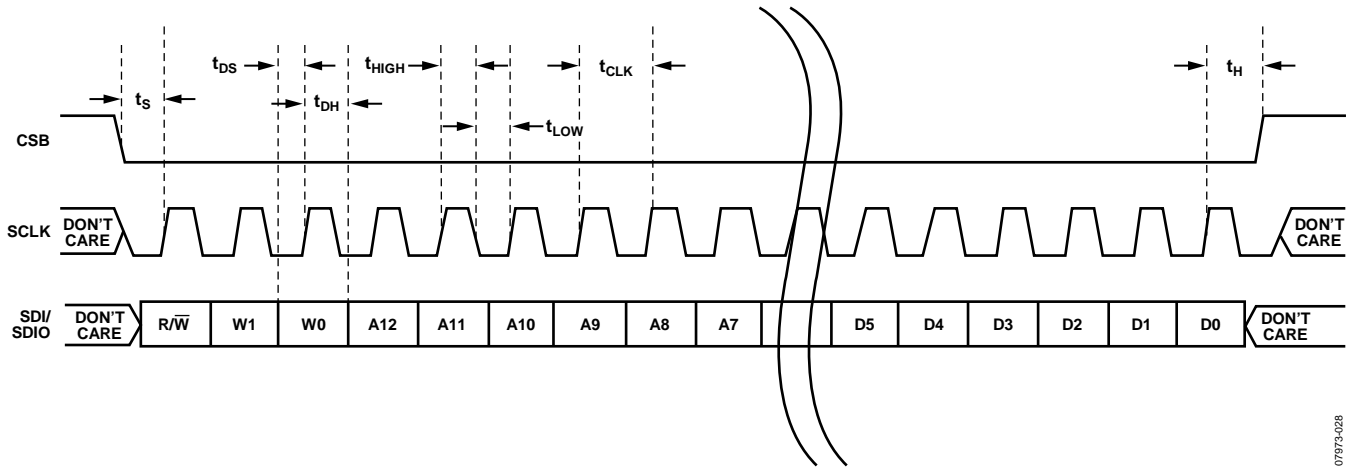 tDS
tHIGH
tCLK
tH
tS
tDH
tLOW
CSB
SCLK
DON'T
CARE
DON'T
CARE
SDI/
SDIO
DON'T
CARE
R/W̅
W1
W0
A12
A11
A10
A9
A8
A7
D5
D4
D3
D2
D1
D0
DON'T
CARE
07973-028